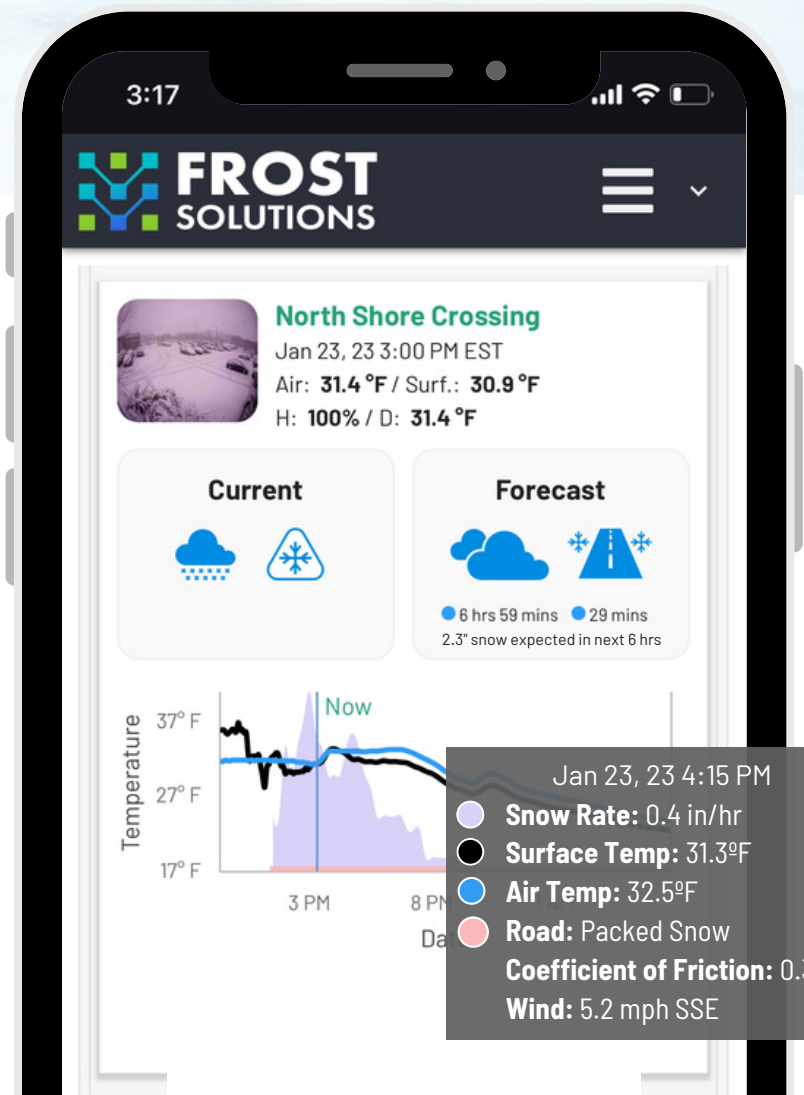 3:17
FROST
SOLUTIONS
North Shore Crossing
Jan 23, 23 3:00 PM EST
Air: 31.4 °F / Surf.: 30.9 °F
H: 100% / D: 31.4 °F
Current
Forecast
6 hrs 59 mins 29 mins
2.3" snow expected in next 6 hrs
Now
Temperature
37° F
27° F
17° F
3 PM
8 PM
Jan 23, 23 4:15 PM
Snow Rate: 0.4 in/hr
Surface Temp: 31.3ºF
Air Temp: 32.5ºF
Road: Packed Snow
Coefficient of Friction:
Wind: 5.2 mph SSE